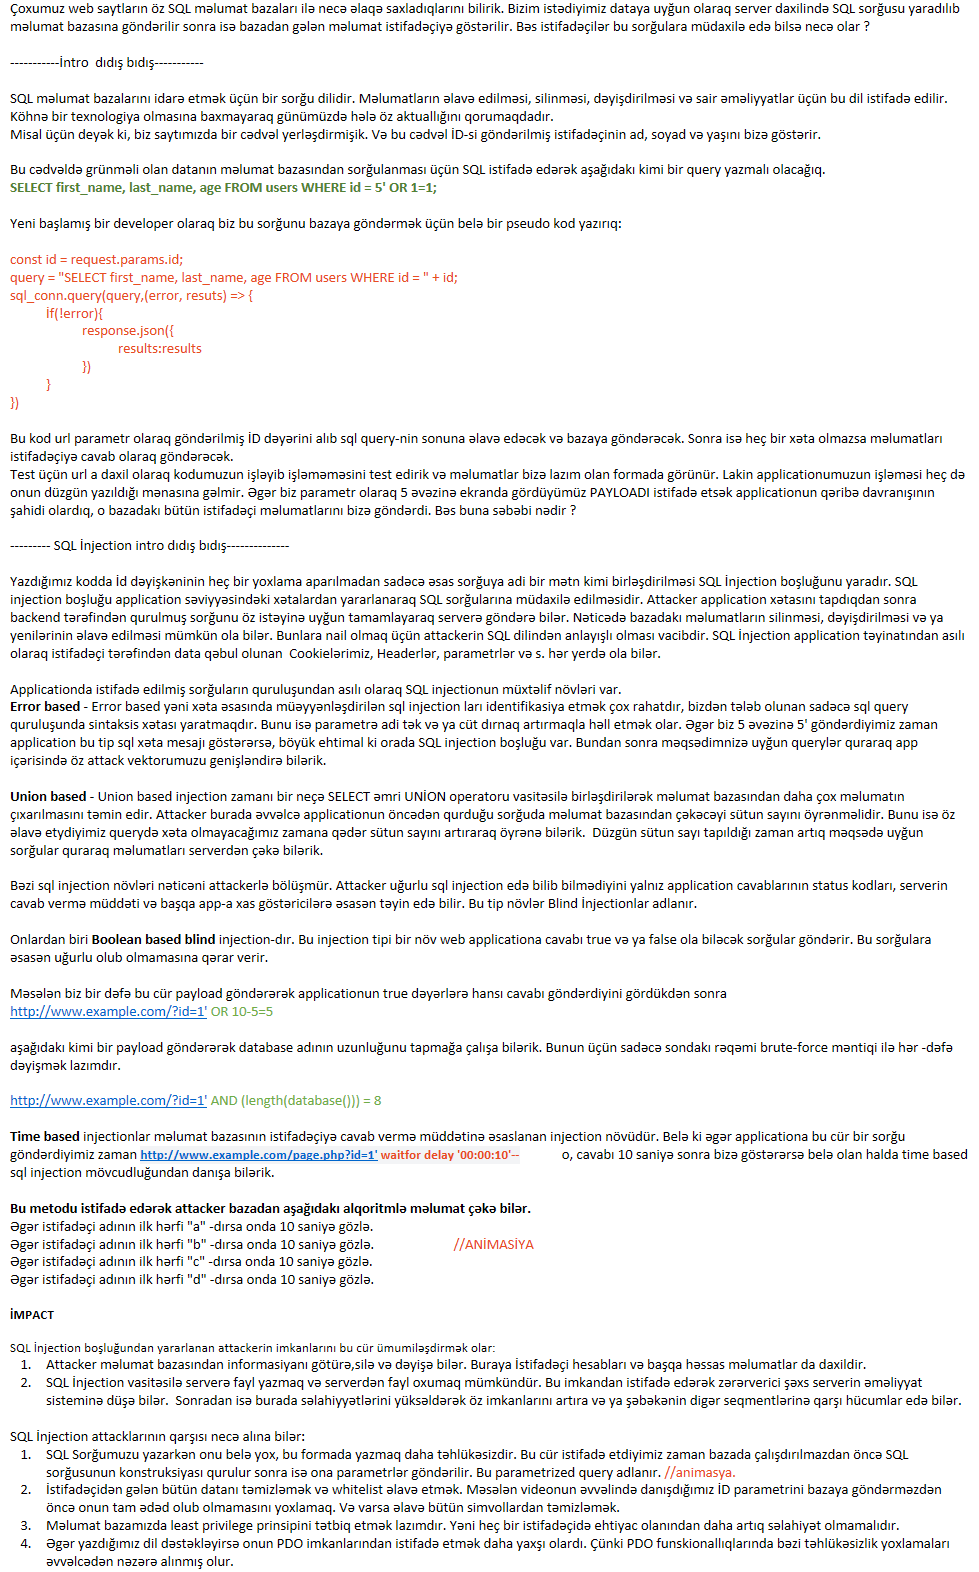 Çoxumuz web saytların öz SQL məlumat bazaları ilə necə əlaqə saxladıqlarını bilirik. Bizim istədiyimiz dataya uyğun olaraq server daxilində SQL sorğusu yaradılıb
məlumat bazasına göndərilir sonra isə bazadan gələn məlumat istifadəçiyə göstərilir. Bəs istifadəçilər bu sorğulara müdaxilə edə bilsə necə olar ?
-----------İntro  dıdış bıdış-----------
SQL məlumat bazalarını idarə etmək üçün bir sorğu dilidir. Məlumatların əlavə edilməsi, silinməsi, dəyişdirilməsi və sair əməliyyatlar üçün bu dil istifadə edilir.
Köhnə bir texnologiya olmasına baxmayaraq günümüzdə hələ öz aktuallığını qorumaqdadır.
Misal üçün deyək ki, biz saytımızda bir cədvəl yerləşdirmişik. Və bu cədvəl İD-si göndərilmiş istifadəçinin ad, soyad və yaşını bizə göstərir.
Bu cədvəldə grünməli olan datanın məlumat bazasından sorğulanması üçün SQL istifadə edərək aşağıdakı kimi bir query yazmalı olacağıq.
SELECT first_name, last_name, age FROM users WHERE id = 5' OR 1=1;
Yeni başlamış bir developer olaraq biz bu sorğunu bazaya göndərmək üçün belə bir pseudo kod yazırıq:
const id = request.params.id;
query = "SELECT first_name, last_name, age FROM users WHERE id = " + id;
sql_conn.query(query,(error, resuts) => {
İf(!error){
response.json({
results:results
})
}
})
Bu kod url parametr olaraq göndərilmiş İD dəyərini alıb sql query-nin sonuna əlavə edəcək və bazaya göndərəcək. Sonra isə heç bir xəta olmazsa məlumatları
istifadəçiyə cavab olaraq göndərəcək.
Test üçün url a daxil olaraq kodumuzun işləyib işləməməsini test edirik və məlumatlar bizə lazım olan formada görünür. Lakin applicationumuzun işləməsi heç də
onun düzgün yazıldığı mənasına gəlmir. Əgər biz parametr olaraq 5 əvəzinə ekranda gördüyümüz PAYLOADI istifadə etsək applicationun qəribə davranışının
şahidi olardıq, o bazadakı bütün istifadəçi məlumatlarını bizə göndərdi. Bəs buna səbəbi nədir ?
--------- SQL İnjection intro dıdış bıdış--------------
Yazdığımız kodda İd dəyişkəninin heç bir yoxlama aparılmadan sadəcə əsas sorğuya adi bir mətn kimi birləşdirilməsi SQL İnjection boşluğunu yaradır. SQL
injection boşluğu application səviyyəsindəki xətalardan yararlanaraq SQL sorğularına müdaxilə edilməsidir. Attacker application xətasını tapdıqdan sonra
backend tərəfindən qurulmuş sorğunu öz istəyinə uyğun tamamlayaraq serverə göndərə bilər. Nəticədə bazadakı məlumatların silinməsi, dəyişdirilməsi və ya
yenilərinin əlavə edilməsi mümkün ola bilər. Bunlara nail olmaq üçün attackerin SQL dilindən anlayışlı olması vacibdir. SQL İnjection application təyinatından asılı
olaraq istifadəçi tərəfindən data qəbul olunan  Cookielərimiz, Headerlər, parametrlər və s. hər yerdə ola bilər.
Applicationda istifadə edilmiş sorğuların quruluşundan asılı olaraq SQL injectionun müxtəlif növləri var.
Error based - Error based yəni xəta əsasında müəyyənləşdirilən sql injection ları identifikasiya etmək çox rahatdır, bizdən tələb olunan sadəcə sql query
quruluşunda sintaksis xətası yaratmaqdır. Bunu isə parametrə adi tək və ya cüt dırnaq artırmaqla həll etmək olar. Əgər biz 5 əvəzinə 5' göndərdiyimiz zaman
application bu tip sql xəta mesajı göstərərsə, böyük ehtimal ki orada SQL injection boşluğu var. Bundan sonra məqsədimnizə uyğun querylər quraraq app
içərisində öz attack vektorumuzu genişləndirə bilərik.
Union based - Union based injection zamanı bir neçə SELECT əmri UNİON operatoru vasitəsilə birləşdirilərək məlumat bazasından daha çox məlumatın
çıxarılmasını təmin edir. Attacker burada əvvəlcə applicationun öncədən qurduğu sorğuda məlumat bazasından çəkəcəyi sütun sayını öyrənməlidir. Bunu isə öz
əlavə etydiyimiz querydə xəta olmayacağımız zamana qədər sütun sayını artıraraq öyrənə bilərik.  Düzgün sütun sayı tapıldığı zaman artıq məqsədə uyğun
sorğular quraraq məlumatları serverdən çəkə bilərik.
Bəzi sql injection növləri nəticəni attackerlə bölüşmür. Attacker uğurlu sql injection edə bilib bilmədiyini yalnız application cavablarının status kodları, serverin
cavab vermə müddəti və başqa app-a xas göstəricilərə əsasən təyin edə bilir. Bu tip növlər Blind İnjectionlar adlanır.
Onlardan biri Boolean based blind injection-dır. Bu injection tipi bir növ web applicationa cavabı true və ya false ola biləcək sorğular göndərir. Bu sorğulara
əsasən uğurlu olub olmamasına qərar verir.
Məsələn biz bir dəfə bu cür payload göndərərək applicationun true dəyərlərə hansı cavabı göndərdiyini gördükdən sonra
http://www.example.com/?id=1' OR 10-5=5
aşağıdakı kimi bir payload göndərərək database adının uzunluğunu tapmağa çalışa bilərik. Bunun üçün sadəcə sondakı rəqəmi brute-force məntiqi ilə hər -dəfə
dəyişmək lazımdır.
http://www.example.com/?id=1' AND (length(database())) = 8
Time based injectionlar məlumat bazasının istifadəçiyə cavab vermə müddətinə əsaslanan injection növüdür. Belə ki əgər applicationa bu cür bir sorğu
göndərdiyimiz zaman http://www.example.com/page.php?id=1' waitfor delay '00:00:10'-- o, cavabı 10 saniyə sonra bizə göstərərsə belə olan halda time based
sql injection mövcudluğundan danışa bilərik.
Bu metodu istifadə edərək attacker bazadan aşağıdakı alqoritmlə məlumat çəkə bilər.
Əgər istifadəçi adının ilk hərfi "a" -dırsa onda 10 saniyə gözlə.
Əgər istifadəçi adının ilk hərfi "b" -dırsa onda 10 saniyə gözlə. //ANİMASİYA
Əgər istifadəçi adının ilk hərfi "c" -dırsa onda 10 saniyə gözlə.
Əgər istifadəçi adının ilk hərfi "d" -dırsa onda 10 saniyə gözlə.
İMPACT
SQL İnjection boşluğundan yararlanan attackerin imkanlarını bu cür ümumiləşdirmək olar:
1. Attacker məlumat bazasından informasiyanı götürə,silə və dəyişə bilər. Buraya İstifadəçi hesabları və başqa həssas məlumatlar da daxildir.
2. SQL İnjection vasitəsilə serverə fayl yazmaq və serverdən fayl oxumaq mümkündür. Bu imkandan istifadə edərək zərərverici şəxs serverin əməliyyat
sisteminə düşə bilər.  Sonradan isə burada səlahiyyətlərini yüksəldərək öz imkanlarını artıra və ya şəbəkənin digər seqmentlərinə qarşı hücumlar edə bilər.
SQL İnjection attacklarının qarşısı necə alına bilər:
1. SQL Sorğumuzu yazarkən onu belə yox, bu formada yazmaq daha təhlükəsizdir. Bu cür istifadə etdiyimiz zaman bazada çalışdırılmazdan öncə SQL
sorğusunun konstruksiyası qurulur sonra isə ona parametrlər göndərilir. Bu parametrized query adlanır. //animasya.
2. İstifadəçidən gələn bütün datanı təmizləmək və whitelist əlavə etmək. Məsələn videonun əvvəlində danışdığımız İD parametrini bazaya göndərməzdən
öncə onun tam ədəd olub olmamasını yoxlamaq. Və varsa əlavə bütün simvollardan təmizləmək.
3. Məlumat bazamızda least privilege prinsipini tətbiq etmək lazımdır. Yəni heç bir istifadəçidə ehtiyac olanından daha artıq səlahiyyət olmamalıdır.
4. Əgər yazdığımız dil dəstəkləyirsə onun PDO imkanlarından istifadə etmək daha yaxşı olardı. Çünki PDO funskionallıqlarında bəzi təhlükəsizlik yoxlamaları
əvvəlcədən nəzərə alınmış olur.